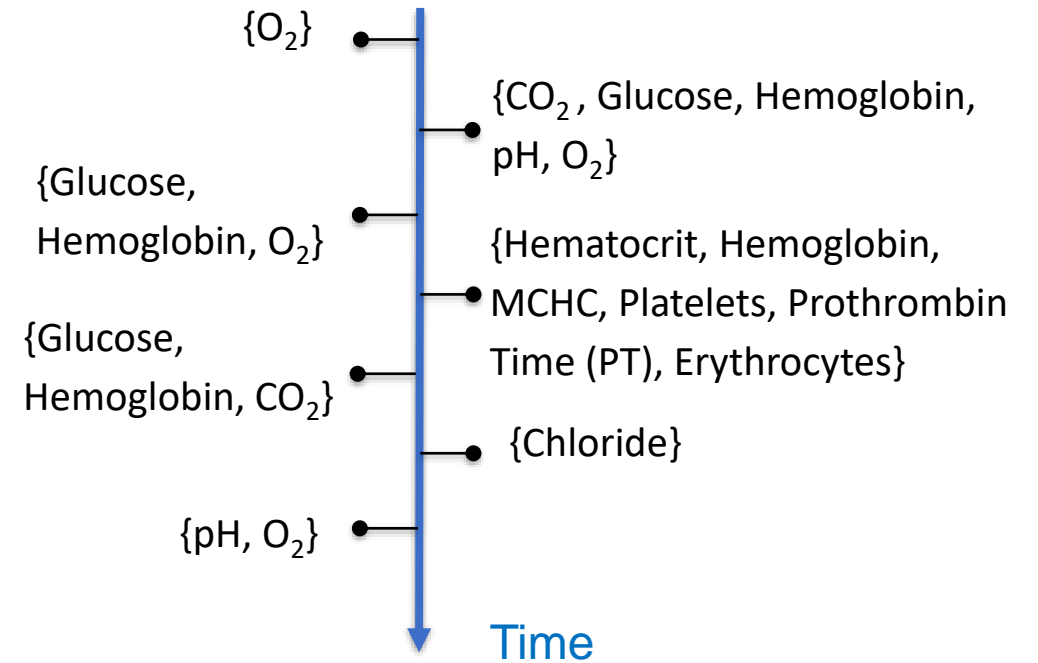 {O₂}
{CO₂, Glucose, Hemoglobin,
pH, O₂}
{Glucose,
Hemoglobin, O₂}
{Hematocrit, Hemoglobin,
MCHC, Platelets, Prothrombin
Time (PT), Erythrocytes}
{Glucose,
Hemoglobin, CO₂}
{Chloride}
{pH, O₂}
Time